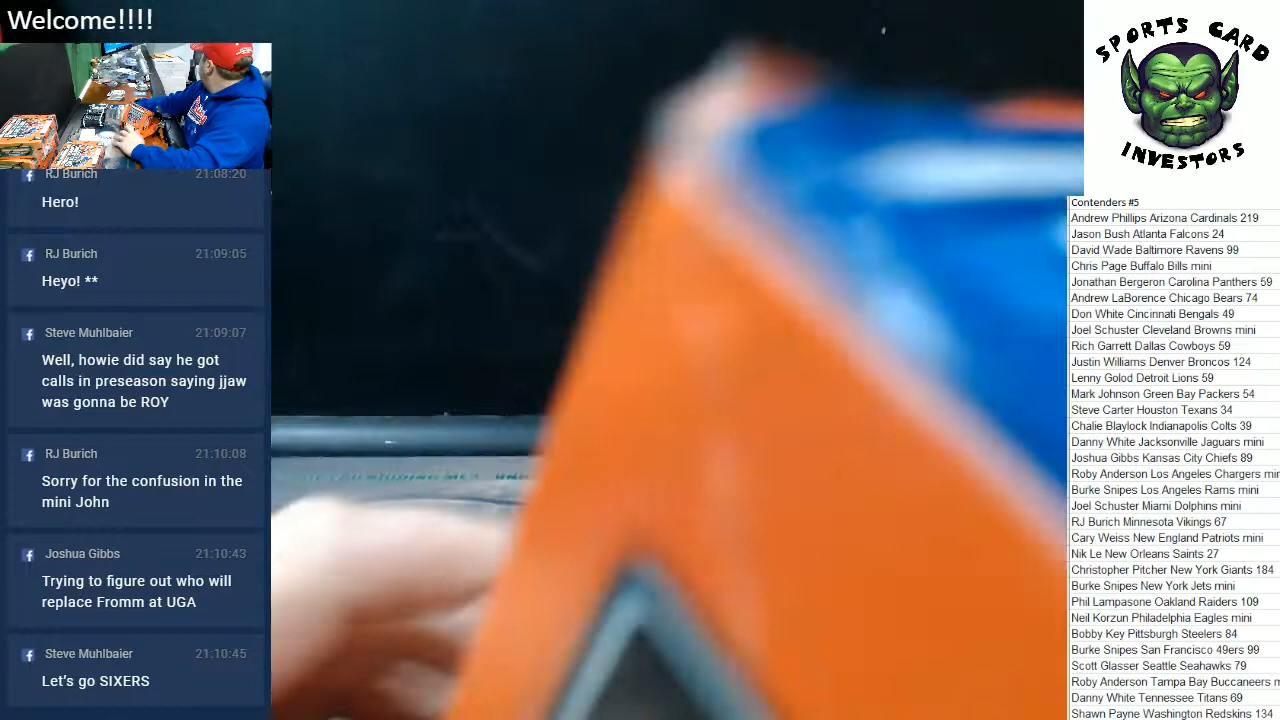 Welcome!!!!
RJ Burich 21:08:20
Hero!
RJ Burich 21:09:05
Heyo! **
Steve Muhlbaier 21:09:07
Well, howie did say he got
calls in preseason saying jjaw
was gonna be ROY
RJ Burich 21:10:08
Sorry for the confusion in the
mini John
Joshua Gibbs 21:10:43
Trying to figure out who will
replace Fromm at UGA
Steve Muhlbaier 21:10:45
Let's go SIXERS
SPORTS CARD
INVESTORS
Contenders #5
Andrew Phillips Arizona Cardinals 219
Jason Bush Atlanta Falcons 24
David Wade Baltimore Ravens 99
Chris Page Buffalo Bills mini
Jonathan Bergeron Carolina Panthers 59
Andrew LaBorence Chicago Bears 74
Don White Cincinnati Bengals 49
Joel Schuster Cleveland Browns mini
Rich Garrett Dallas Cowboys 59
Justin Williams Denver Broncos 124
Lenny Golod Detroit Lions 59
Mark Johnson Green Bay Packers 54
Steve Carter Houston Texans 34
Chalie Blaylock Indianapolis Colts 39
Danny White Jacksonville Jaguars mini
Joshua Gibbs Kansas City Chiefs 89
Roby Anderson Los Angeles Chargers min
Burke Snipes Los Angeles Rams mini
Joel Schuster Miami Dolphins mini
RJ Burich Minnesota Vikings 67
Cary Weiss New England Patriots mini
Nik Le New Orleans Saints 27
Christopher Pitcher New York Giants 184
Burke Snipes New York Jets mini
Phil Lampasone Oakland Raiders 109
Neil Korzun Philadelphia Eagles mini
Bobby Key Pittsburgh Steelers 84
Burke Snipes San Francisco 49ers 99
Scott Glasser Seattle Seahawks 79
Roby Anderson Tampa Bay Buccaneers m
Danny White Tennessee Titans 69
Shawn Payne Washington Redskins 134